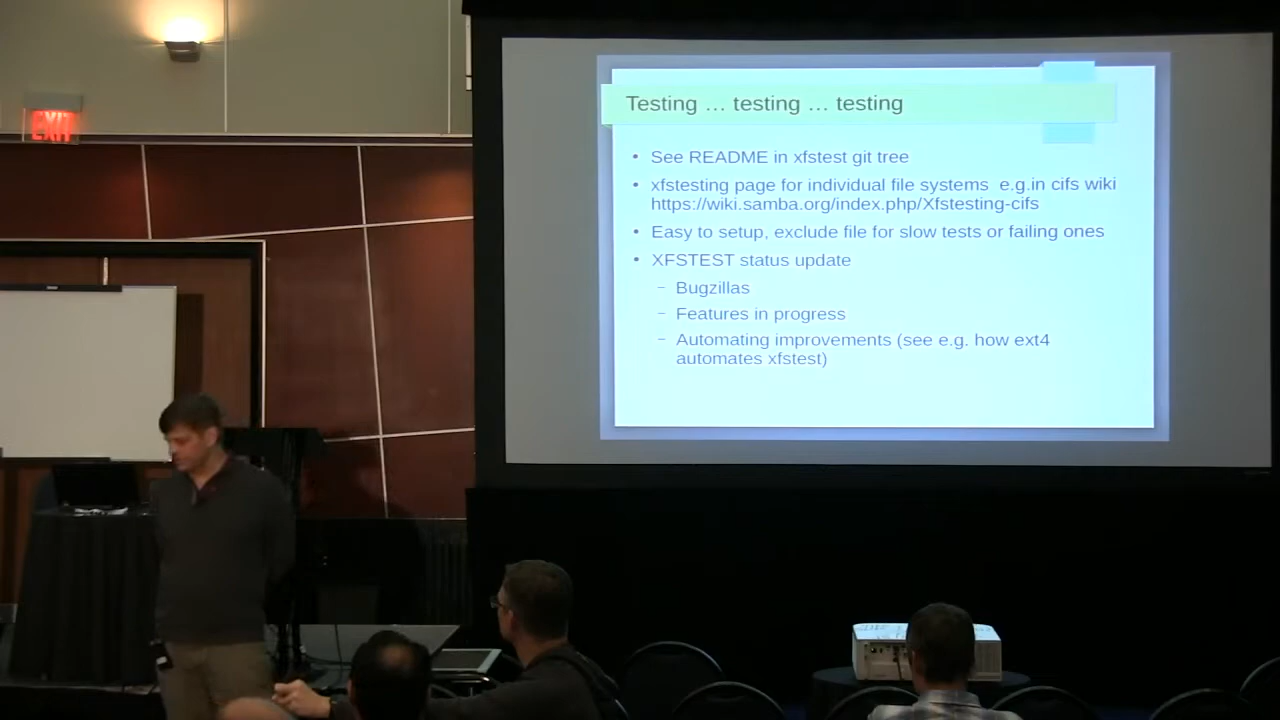 EXIT
Testing … testing … testing
• See README in xfstest git tree
• xfstesting page for individual file systems e.g.in cifs wiki
https://wiki.samba.org/index.php/Xfstesting-cifs
• Easy to setup, exclude file for slow tests or failing ones
• XFSTEST status update
– Bugzillas
– Features in progress
– Automating improvements (see e.g. how ext4
automates xfstest)